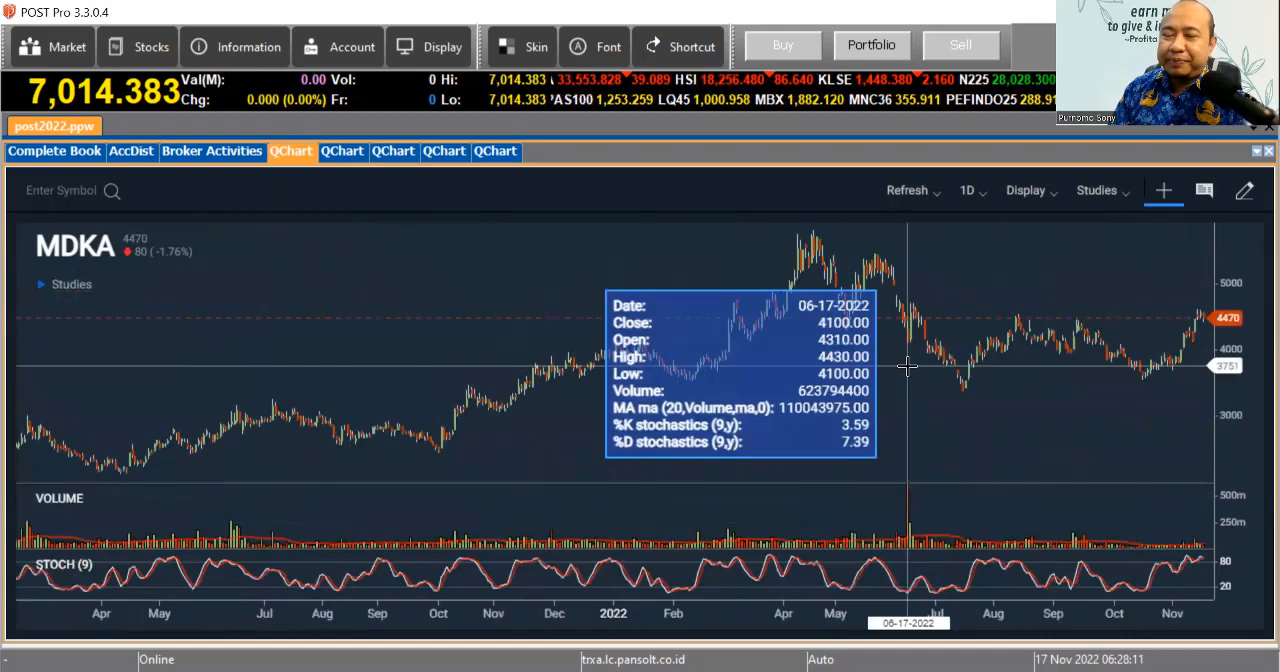 POST Pro 3.3.0.4
Market Stocks Information Account Display Skin Font Shortcut Buy Portfolio Sell
earn m
to give & in
~Profita
7,014.383
Val(M): 0.00 Vol: 0 Hi: 7,014.383
33,553.828 39.089 HSI 18,256.480 86.640 KLSE 1,448.380 2.160 N225 28,028.300
Chg: 0.000 (0.00%) Fr: 0 Lo: 7,014.383
'AS100 1,253.259 LQ45 1,000.958 MBX 1,882.120 MNC36 355.911 PEFINDO25 288.91
Purnomo Sony
post2022.ppw
Complete Book AccDist Broker Activities QChart QChart QChart QChart QChart
Enter Symbol Refresh 1D Display Studies
MDKA 4470
80 (-1.76%)
Studies
5000
4470
4000
3751
3000
Date: 06-17-2022
Close: 4100.00
Open: 4310.00
High: 4430.00
Low: 4100.00
Volume: 623794400
MA ma (20,Volume,ma,0): 110043975.00
%K stochastics (9,y): 3.59
%D stochastics (9,y): 7.39
VOLUME
500m
250m
STOCH (9)
80
20
Apr May Jul Aug Sep Oct Nov Dec 2022 Feb Apr May Jul Aug Sep Oct Nov
06-17-2022
- Online trxa.lc.pansolt.co.id Auto 17 Nov 2022 06:28:11